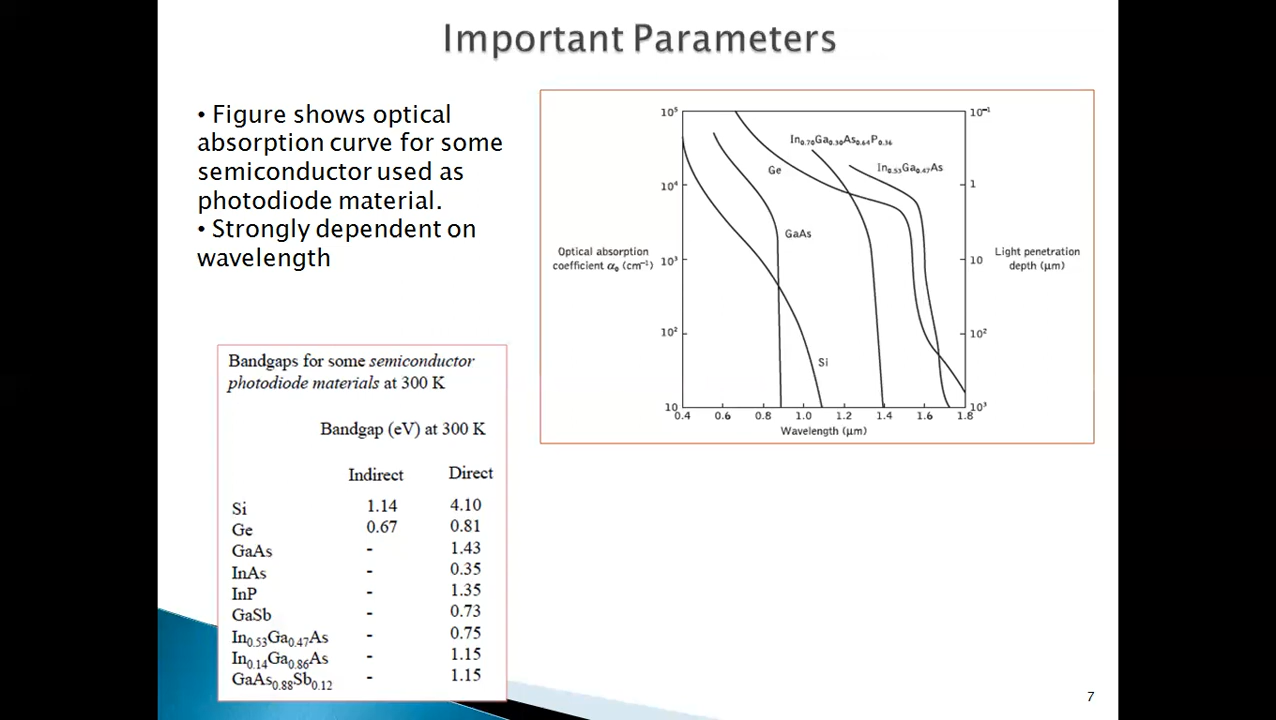 Important Parameters
• Figure shows optical
absorption curve for some
semiconductor used as
photodiode material.
• Strongly dependent on
wavelength
Bandgaps for some semiconductor
photodiode materials at 300 K
Bandgap (eV) at 300 K
Indirect Direct
Si 1.14 4.10
Ge 0.67 0.81
GaAs - 1.43
InAs - 0.35
InP - 1.35
GaSb - 0.73
In0.53Ga0.47As - 0.75
In0.14Ga0.86As - 1.15
GaAs0.88Sb0.12 - 1.15
10⁵ 10⁻¹
In0.70Ga0.30As0.64P0.36
Ge In0.53Ga0.47As
10⁴ 1
GaAs
Optical absorption
coefficient α0 (cm⁻¹)
10³ 10
Light penetration
depth (μm)
10² 10²
Si
10 10³
0.4 0.6 0.8 1.0 1.2 1.4 1.6 1.8
Wavelength (μm)
7